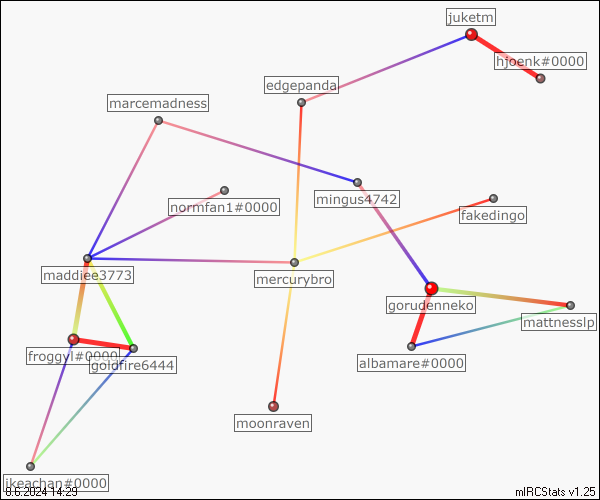 juketm
hjoenk#0000
edgepanda
marcemadness
mingus4742
normfan1#0000
fakedingo
maddiee3773
mercurybro
gorudenneko
mattnesslp
froggyl#0000
goldfire6444
albamare#0000
moonraven
ikeachan#0000
8.6.2024 14:29
mIRCStats v1.25